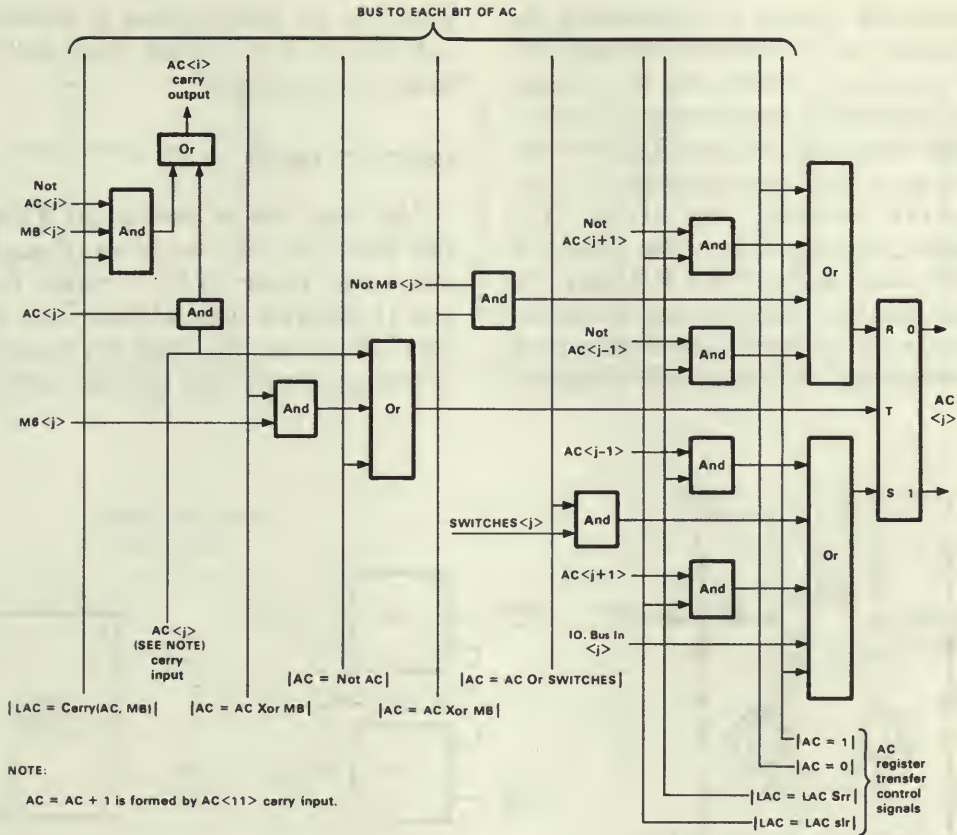 BUS TO EACH BIT OF AC
AC<i>
carry
output
Or
Not
AC<j>
MB<j>
And
AC<j>
And
MB<j>
And
Or
Not MB<j>
And
Not
AC<j+1>
And
Not
AC<j-1>
And
Or
R 0
T
S 1
AC
<j>
AC<j-1>
And
SWITCHES<j>
And
AC<j+1>
And
IO. Bus In
<j>
Or
AC<j>
(SEE NOTE)
carry
input
|LAC = Carry(AC, MB)|
|AC = AC Xor MB|
|AC = Not AC|
|AC = AC Xor MB|
|AC = AC Or SWITCHES|
|AC = 1|
|AC = 0|
|LAC = LAC Srr|
|LAC = LAC slr|
AC
register
transfer
control
signals
NOTE:
AC = AC + 1 is formed by AC<11> carry input.